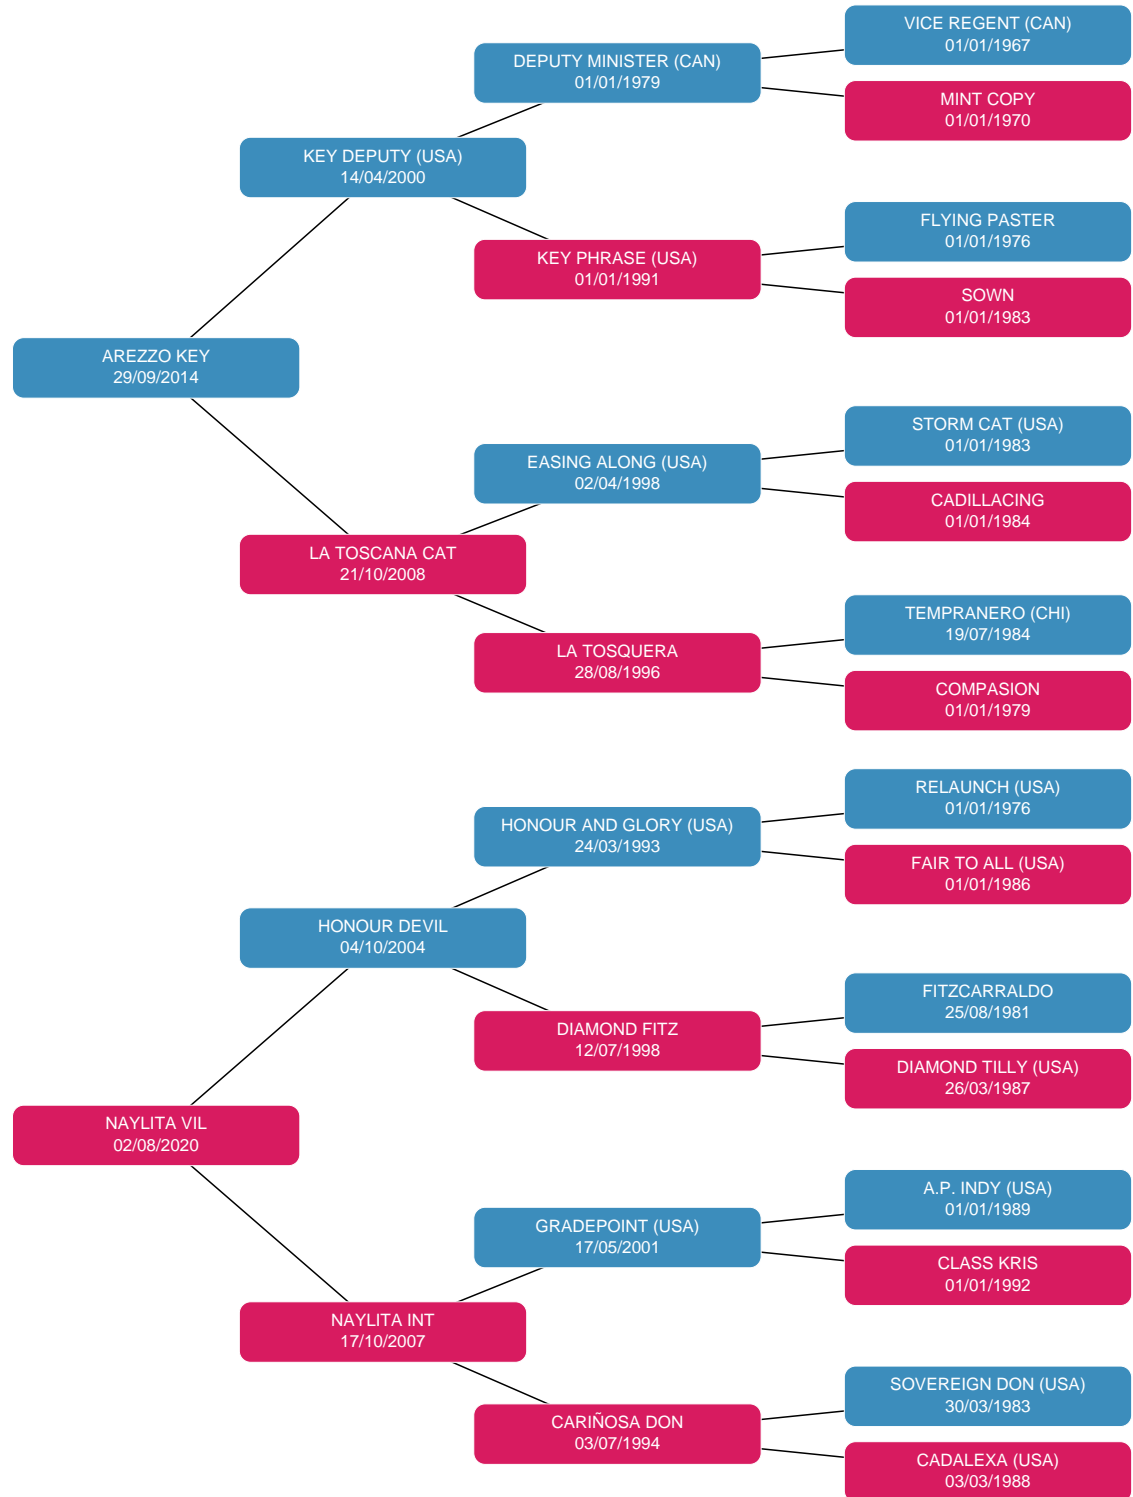 VICE REGENT (CAN)
01/01/1967
DEPUTY MINISTER (CAN)
01/01/1979
MINT COPY
01/01/1970
KEY DEPUTY (USA)
14/04/2000
FLYING PASTER
01/01/1976
KEY PHRASE (USA)
01/01/1991
SOWN
01/01/1983
AREZZO KEY
29/09/2014
STORM CAT (USA)
01/01/1983
EASING ALONG (USA)
02/04/1998
CADILLACING
01/01/1984
LA TOSCANA CAT
21/10/2008
TEMPRANERO (CHI)
19/07/1984
LA TOSQUERA
28/08/1996
COMPASION
01/01/1979
RELAUNCH (USA)
01/01/1976
HONOUR AND GLORY (USA)
24/03/1993
FAIR TO ALL (USA)
01/01/1986
HONOUR DEVIL
04/10/2004
FITZCARRALDO
25/08/1981
DIAMOND FITZ
12/07/1998
DIAMOND TILLY (USA)
26/03/1987
NAYLITA VIL
02/08/2020
A.P. INDY (USA)
01/01/1989
GRADEPOINT (USA)
17/05/2001
CLASS KRIS
01/01/1992
NAYLITA INT
17/10/2007
SOVEREIGN DON (USA)
30/03/1983
CARIÑOSA DON
03/07/1994
CADALEXA (USA)
03/03/1988